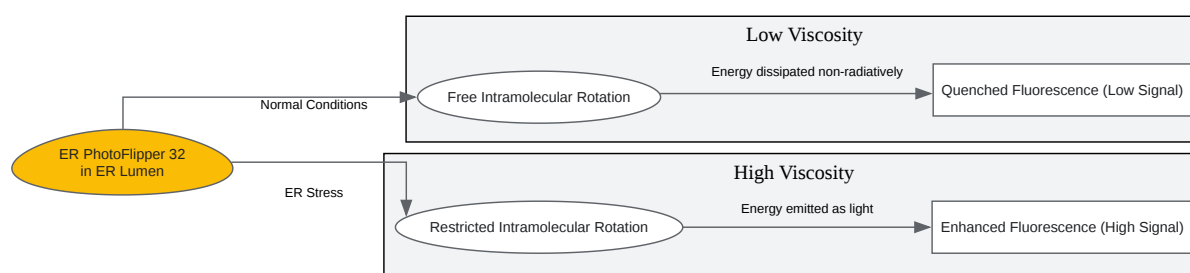 Low Viscosity
Energy dissipated non-radiatively
Free Intramolecular Rotation
Quenched Fluorescence (Low Signal)
Normal Conditions
ER PhotoFlipper 32
in ER Lumen
ER Stress
High Viscosity
Energy emitted as light
Restricted Intramolecular Rotation
Enhanced Fluorescence (High Signal)